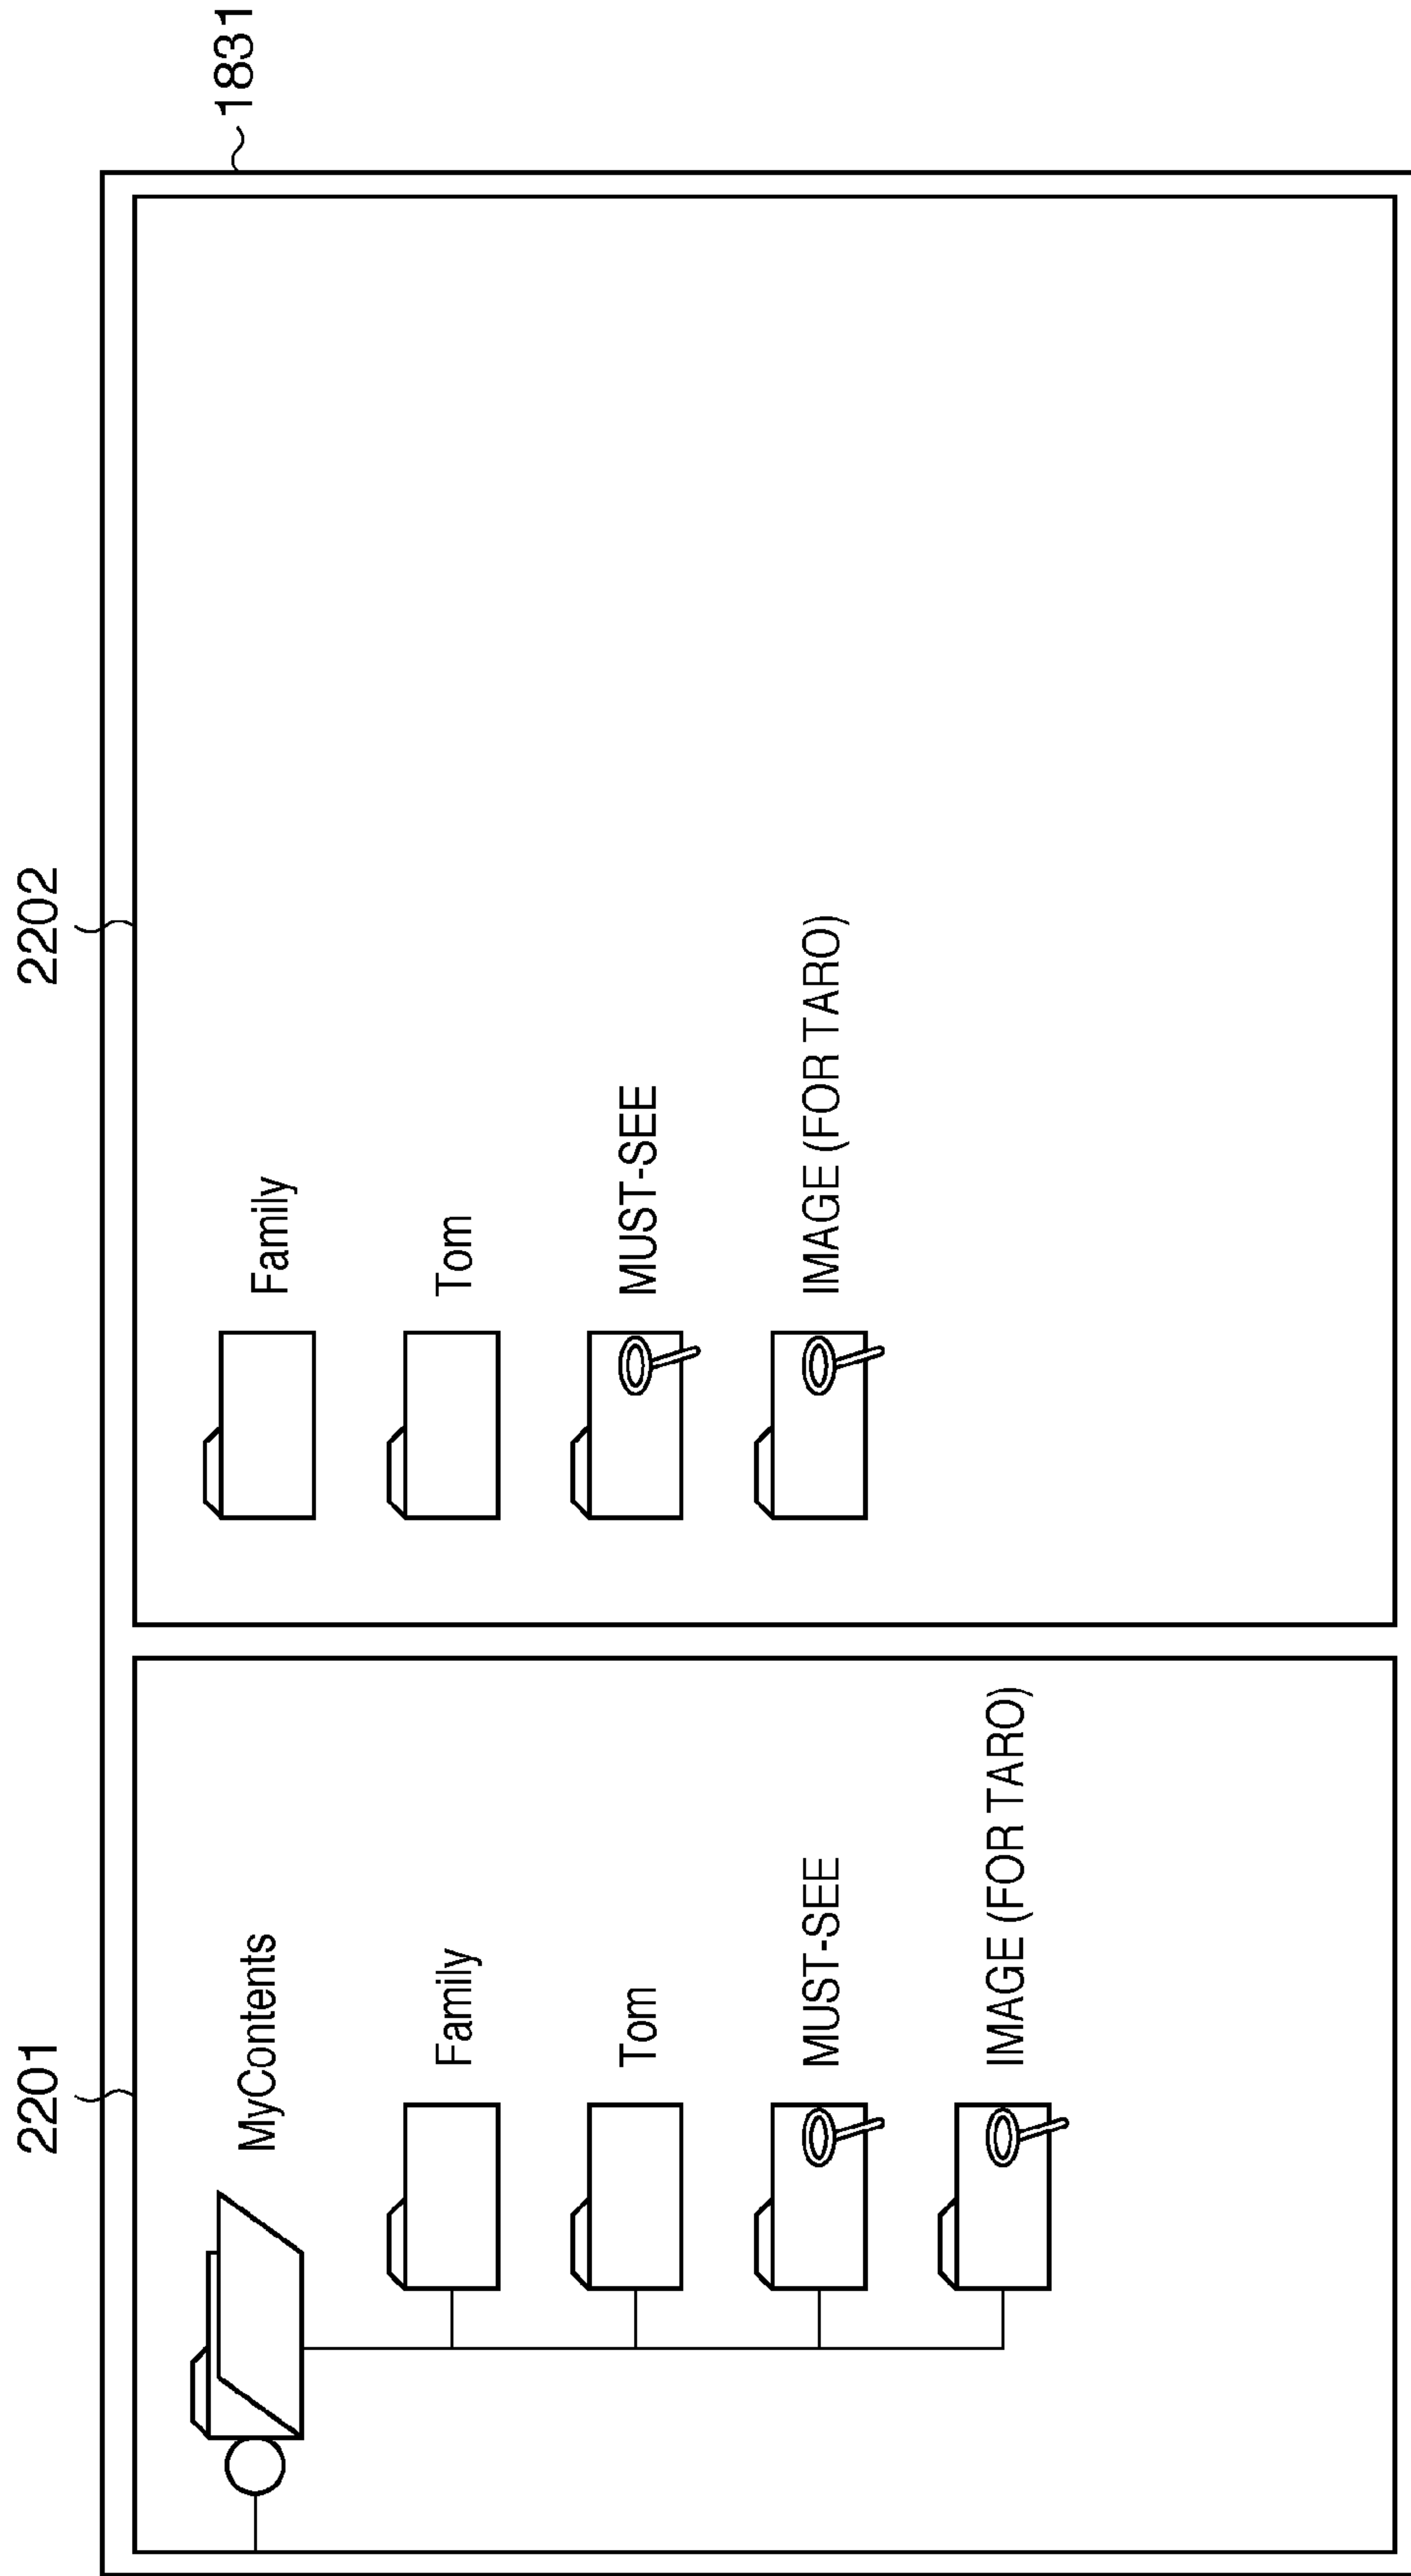 2201
2202
1831
MyContents
Family
Tom
MUST-SEE
IMAGE (FOR TARO)
Family
Tom
MUST-SEE
IMAGE (FOR TARO)